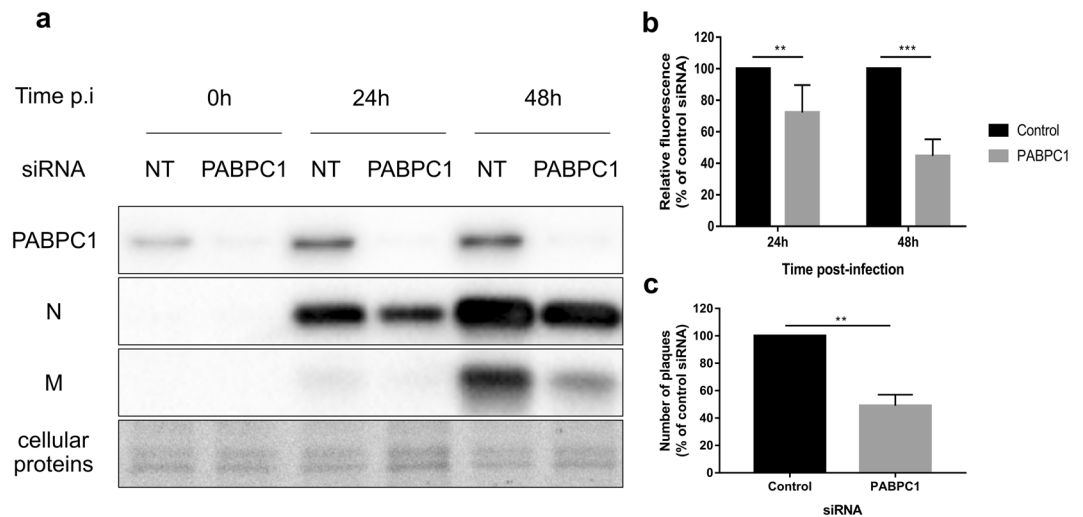 a
Time p.i
0h
24h
48h
siRNA
NT PABPC1 NT PABPC1 NT PABPC1
PABPC1
N
M
cellular
proteins
b
Relative fluorescence
(% of control siRNA)
120
100
80
60
40
20
0
**
***
24h
48h
Time post-infection
Control
PABPC1
c
Number of plaques
(% of control siRNA)
120
100
80
60
40
20
0
**
Control
PABPC1
siRNA